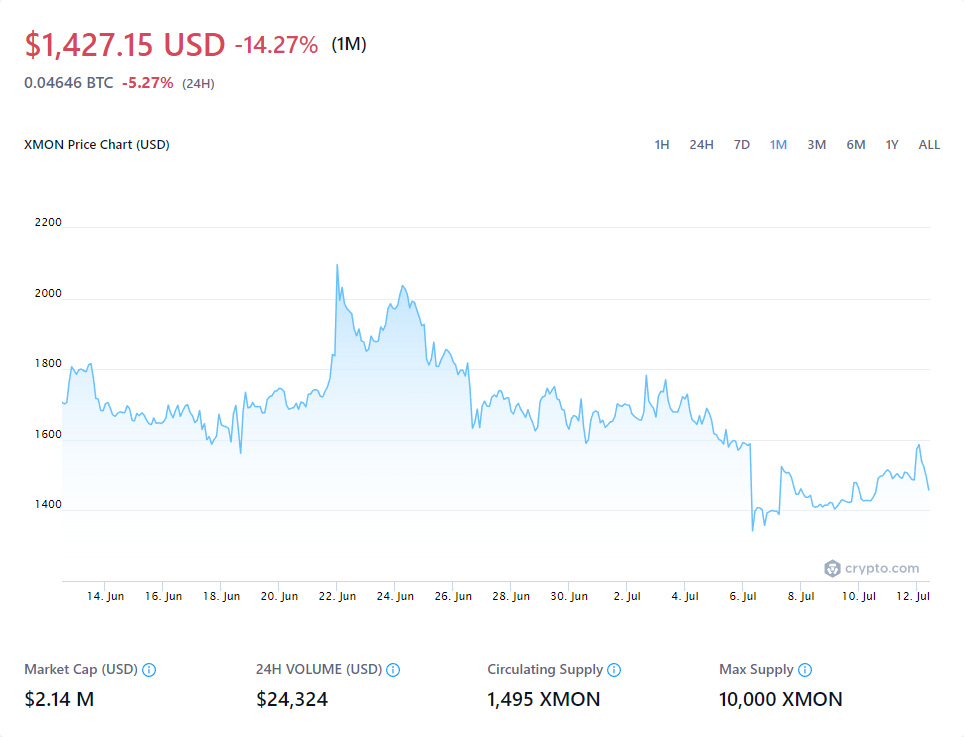 $1,427.15 USD -14.27% (1M)
0.04646 BTC -5.27% (24H)
XMON Price Chart (USD) 1H 24H 7D 1M 3M 6M 1Y ALL
2200
2000
1800
1600
1400
crypto.com
14. Jun 16. Jun 18. Jun 20. Jun 22. Jun 24. Jun 26. Jun 28. Jun 30. Jun 2. Jul 4. Jul 6. Jul 8. Jul 10. Jul 12. Jul
Market Cap (USD) 24H VOLUME (USD) Circulating Supply Max Supply
$2.14 M $24,324 1,495 XMON 10,000 XMON